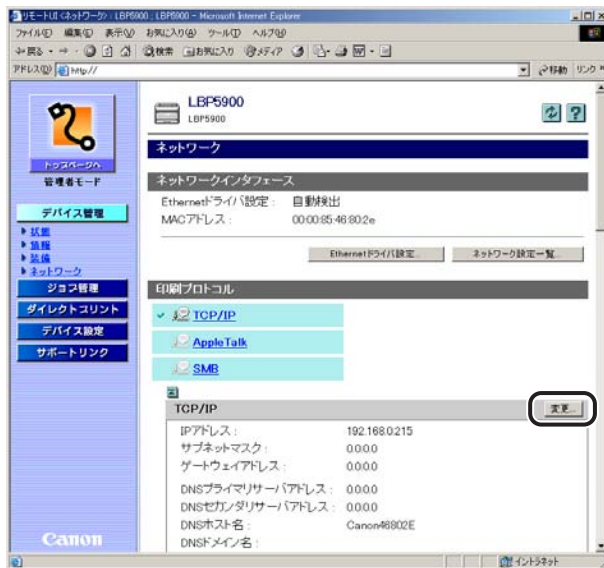 リモートUI <ネットワーク> : LBP5900 ; LBP5900 - Microsoft Internet Explorer
ファイル(F) 編集(E) 表示(V) お気に入り(A) ツール(T) ヘルプ(H)
戻る 検索 お気に入り メディア
アドレス(D) http:// 移動 リンク
LBP5900
LBP5900
トップページへ
管理者モード
デバイス管理
状態
情報
装備
ネットワーク
ジョブ管理
ダイレクトプリント
デバイス設定
サポートリンク
Canon
ネットワーク
ネットワークインタフェース
Ethernetドライバ設定 : 自動検出
MACアドレス : 00:00:85:46:80:2e
Ethernetドライバ設定... ネットワーク設定一覧...
印刷プロトコル
TCP/IP
AppleTalk
SMB
TCP/IP 変更...
IPアドレス : 192.168.0.215
サブネットマスク : 0.0.0.0
ゲートウェイアドレス : 0.0.0.0
DNSプライマリサーバアドレス : 0.0.0.0
DNSセカンダリサーバアドレス : 0.0.0.0
DNSホスト名 : Canon46802E
DNSドメイン名 :
イントラネット